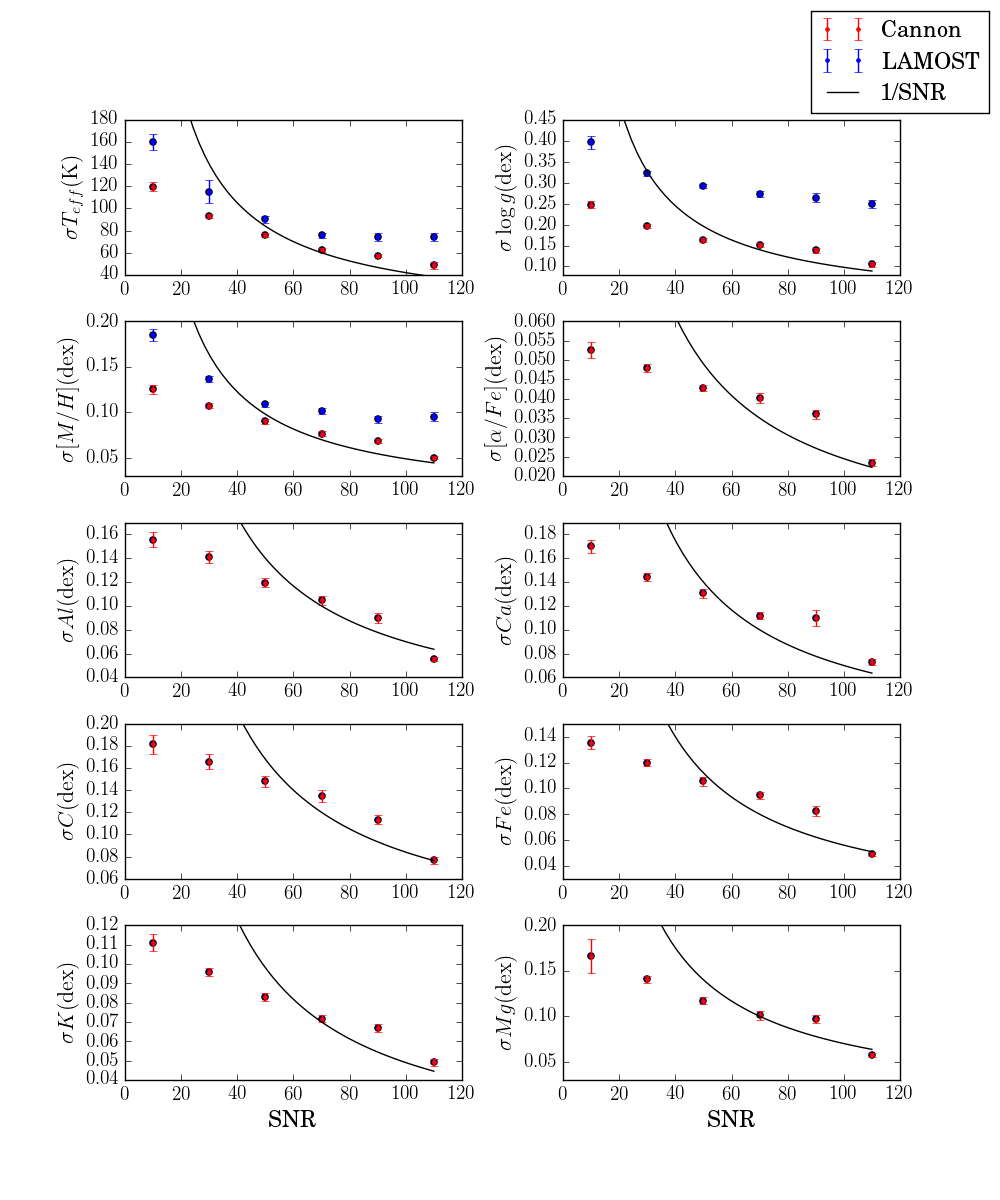 Cannon
LAMOST
1/SNR
σT_eff(K)
180
160
140
120
100
80
60
40
0 20 40 60 80 100 120
σ log g(dex)
0.45
0.40
0.35
0.30
0.25
0.20
0.15
0.10
0 20 40 60 80 100 120
σ[M/H](dex)
0.20
0.15
0.10
0.05
0 20 40 60 80 100 120
σ[α/Fe](dex)
0.060
0.055
0.050
0.045
0.040
0.035
0.030
0.025
0.020
0 20 40 60 80 100 120
σAl(dex)
0.16
0.14
0.12
0.10
0.08
0.06
0.04
0 20 40 60 80 100 120
σCa(dex)
0.18
0.16
0.14
0.12
0.10
0.08
0.06
0 20 40 60 80 100 120
σC(dex)
0.20
0.18
0.16
0.14
0.12
0.10
0.08
0.06
0 20 40 60 80 100 120
σFe(dex)
0.14
0.12
0.10
0.08
0.06
0.04
0 20 40 60 80 100 120
σK(dex)
0.12
0.11
0.10
0.09
0.08
0.07
0.06
0.05
0.04
0 20 40 60 80 100 120
SNR
σMg(dex)
0.20
0.15
0.10
0.05
0 20 40 60 80 100 120
SNR